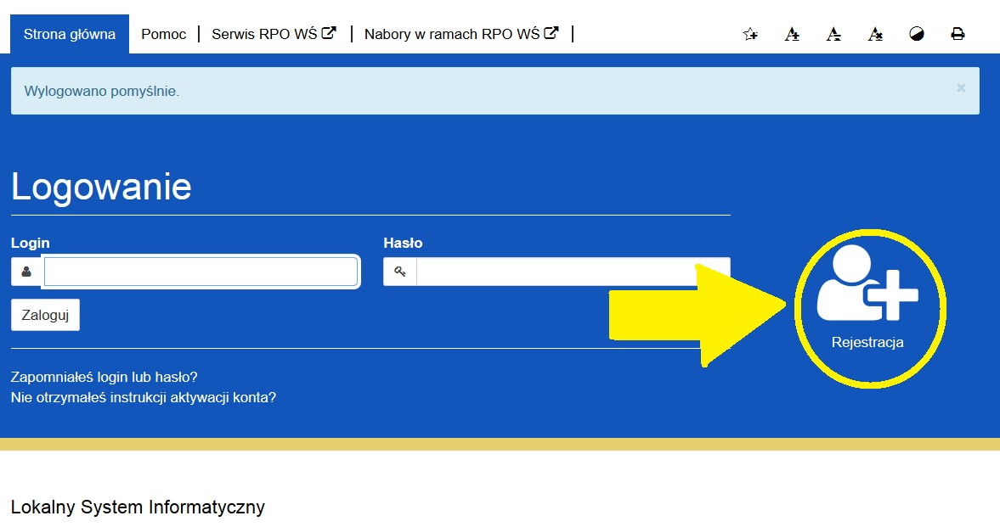 Strona główna Pomoc Serwis RPO WŚ Nabory w ramach RPO WŚ
Wylogowano pomyślnie.
Logowanie
Login Hasło
Zaloguj
Rejestracja
Zapomniałeś login lub hasło?
Nie otrzymałeś instrukcji aktywacji konta?
Lokalny System Informatyczny